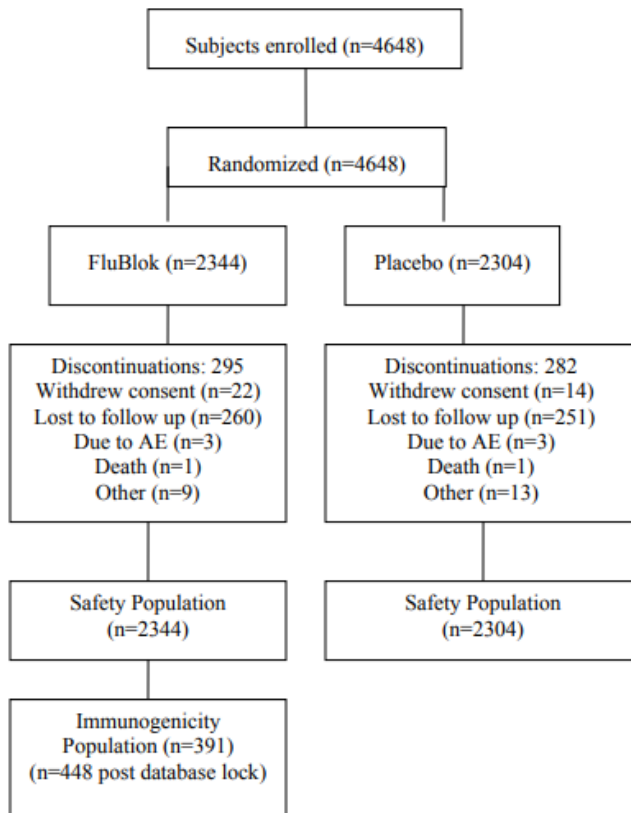 Subjects enrolled (n=4648)
Randomized (n=4648)
FluBlok (n=2344)
Placebo (n=2304)
Discontinuations: 295
Withdrew consent (n=22)
Lost to follow up (n=260)
Due to AE (n=3)
Death (n=1)
Other (n=9)
Discontinuations: 282
Withdrew consent (n=14)
Lost to follow up (n=251)
Due to AE (n=3)
Death (n=1)
Other (n=13)
Safety Population
(n=2344)
Safety Population
(n=2304)
Immunogenicity
Population (n=391)
(n=448 post database lock)